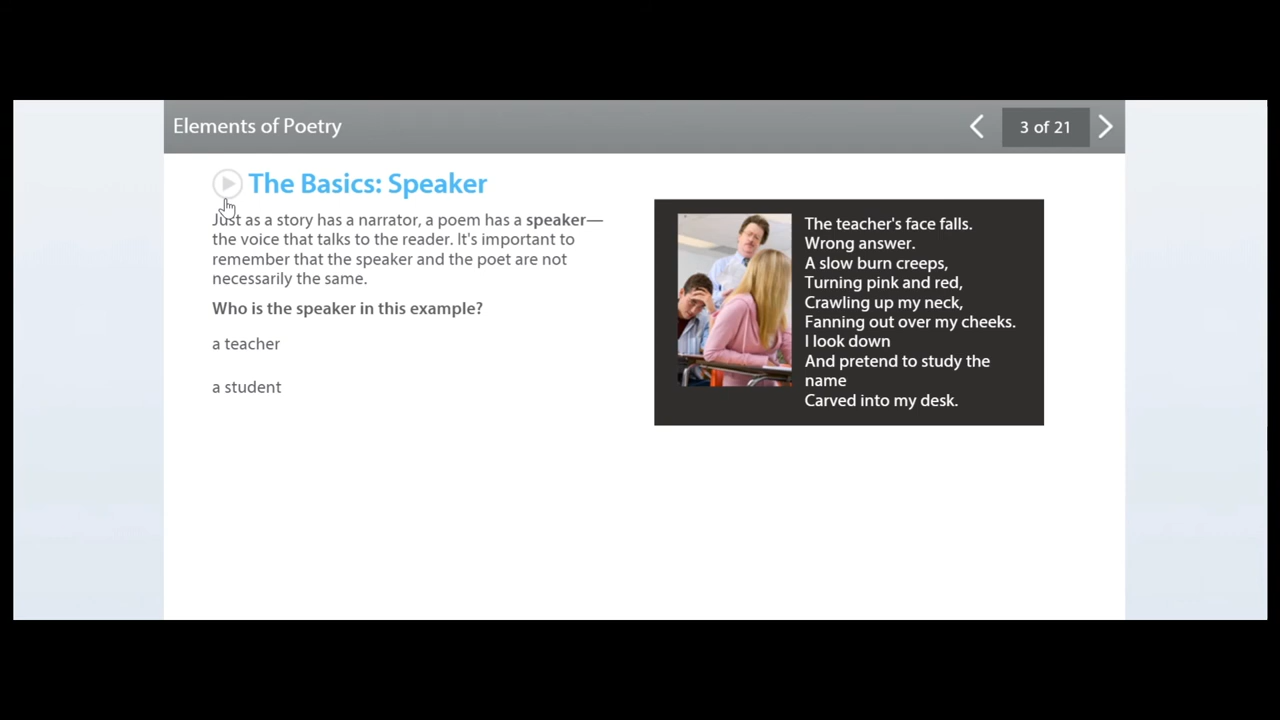 Elements of Poetry
3 of 21
The Basics: Speaker
Just as a story has a narrator, a poem has a speaker—
the voice that talks to the reader. It's important to
remember that the speaker and the poet are not
necessarily the same.
Who is the speaker in this example?
a teacher
a student
The teacher's face falls.
Wrong answer.
A slow burn creeps,
Turning pink and red,
Crawling up my neck,
Fanning out over my cheeks.
I look down
And pretend to study the
name
Carved into my desk.